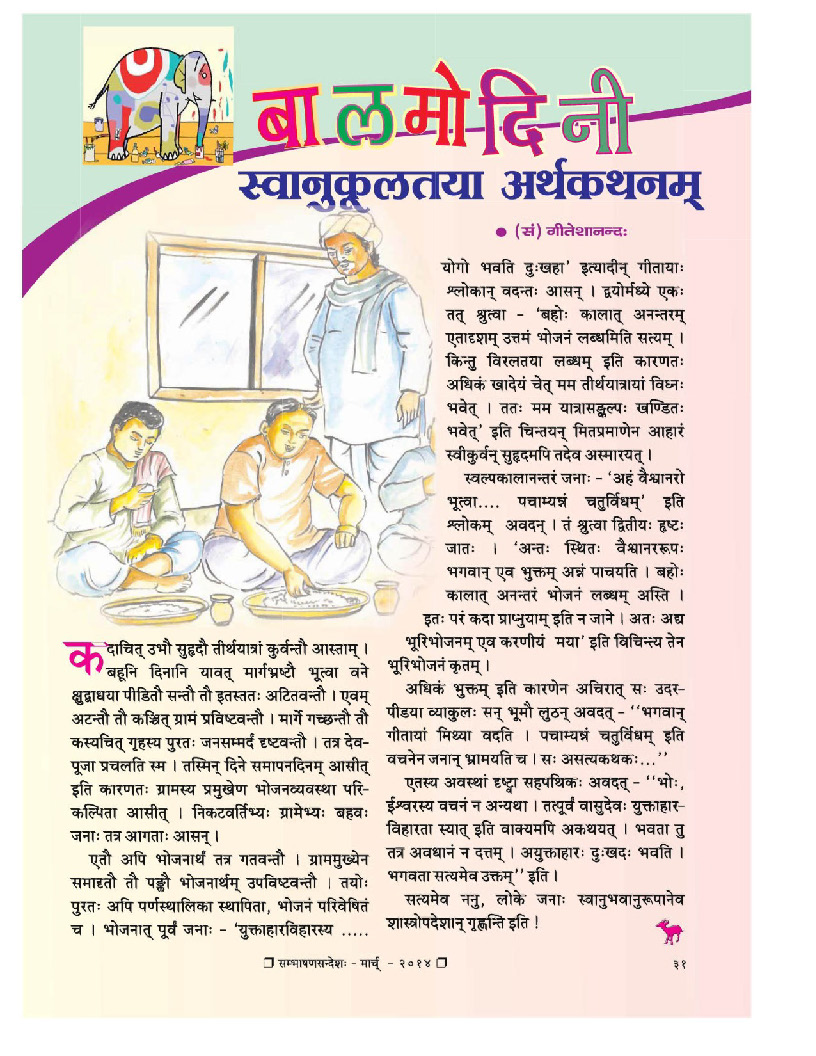 बालमोदिनी
स्वानुकूलतया अर्थकथनम्
● (सं) गीतेशानन्दः
कदाचित् उभौ सुहृदौ तीर्थयात्रां कुर्वन्तौ आस्ताम् ।
बहूनि दिनानि यावत् मार्गभ्रष्टौ भूत्वा वने
क्षुद्बाधया पीडितौ सन्तौ तौ इतस्ततः अटितवन्तौ । एवम्
अटन्तौ तौ कञ्चित् ग्रामं प्रविष्टवन्तौ । मार्गे गच्छन्तौ तौ
कस्यचित् गृहस्य पुरतः जनसम्मर्दं दृष्टवन्तौ । तत्र देव-
पूजा प्रचलति स्म । तस्मिन् दिने समापनदिनम् आसीत्
इति कारणतः ग्रामस्य प्रमुखेण भोजनव्यवस्था परि-
कल्पिता आसीत् । निकटवर्तिभ्यः ग्रामेभ्यः बहवः
जनाः तत्र आगताः आसन् ।
एतौ अपि भोजनार्थं तत्र गतवन्तौ । ग्राममुख्येन
समादृतौ तौ पङ्क्तौ भोजनार्थम् उपविष्टवन्तौ । तयोः
पुरतः अपि पर्णस्थालिका स्थापिता, भोजनं परिवेषितं
च । भोजनात् पूर्वं जनाः - 'युक्ताहारविहारस्य .....
योगो भवति दुःखहा' इत्यादीन् गीतायाः
श्लोकान् वदन्तः आसन् । द्वयोर्मध्ये एकः
तत् श्रुत्वा - 'बहोः कालात् अनन्तरम्
एतादृशम् उत्तमं भोजनं लब्धमिति सत्यम् ।
किन्तु विरलतया लब्धम् इति कारणतः
अधिकं खादेयं चेत् मम तीर्थयात्रायां विघ्नः
भवेत् । ततः मम यात्रासङ्कल्पः खण्डितः
भवेत्' इति चिन्तयन् मितप्रमाणेन आहारं
स्वीकुर्वन् सुहृदमपि तदेव अस्मारयत् ।
स्वल्पकालानन्तरं जनाः - 'अहं वैश्वानरो
भूत्वा.... पचाम्यन्नं चतुर्विधम्' इति
श्लोकम् अवदन् । तं श्रुत्वा द्वितीयः हृष्टः
जातः । 'अन्तः स्थितः वैश्वानररूपः
भगवान् एव भुक्तम् अन्नं पाचयति । बहोः
कालात् अनन्तरं भोजनं लब्धम् अस्ति ।
इतः परं कदा प्राप्नुयाम् इति न जाने । अतः अद्य
भूरिभोजनम् एव करणीयं मया' इति विचिन्त्य तेन
भूरिभोजनं कृतम् ।
अधिकं भुक्तम् इति कारणेन अचिरात् सः उदर-
पीडया व्याकुलः सन् भूमौ लुठन् अवदत् - ''भगवान्
गीतायां मिथ्या वदति । पचाम्यन्नं चतुर्विधम् इति
वचनेन जनान् भ्रामयति च । सः असत्यकथकः...''
एतस्य अवस्थां दृष्ट्वा सहपथिकः अवदत् - ''भोः,
ईश्वरस्य वचनं न अन्यथा । तत्पूर्वं वासुदेवः युक्ताहार-
विहारता स्यात् इति वाक्यमपि अकथयत् । भवता तु
तत्र अवधानं न दत्तम् । अयुक्ताहारः दुःखदः भवति ।
भगवता सत्यमेव उक्तम्'' इति ।
सत्यमेव ननु, लोके जनाः स्वानुभवानुरूपानेव
शास्त्रोपदेशान् गृह्णन्ति इति !
❐ सम्भाषणसन्देशः - मार्च् - २०१४ ❐
३१